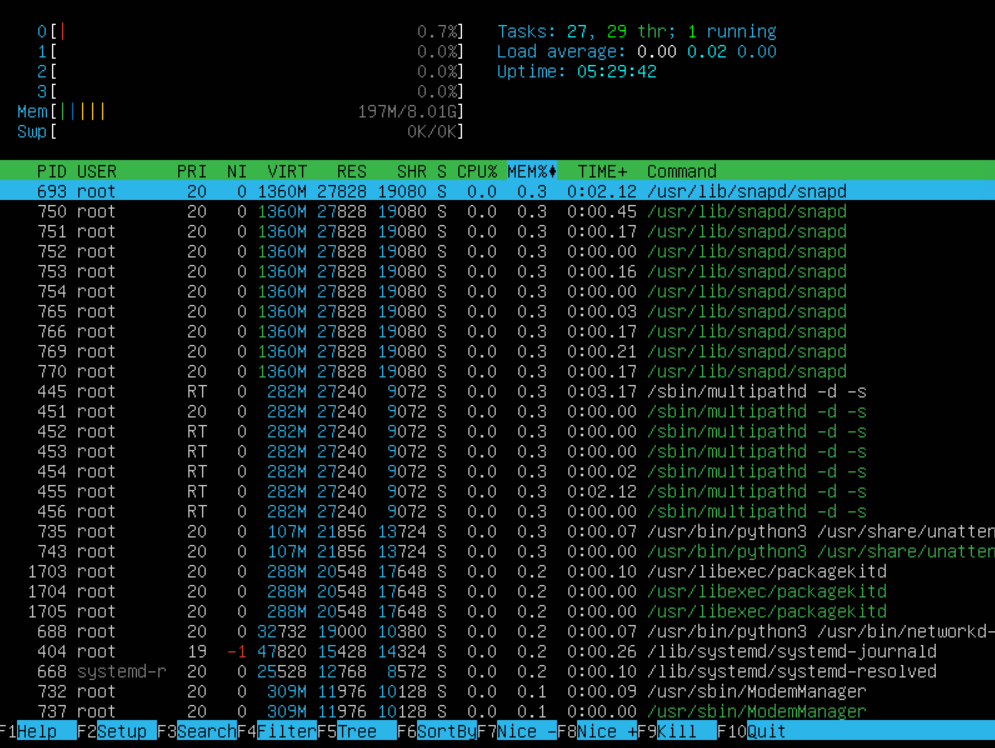 0[| 0.7%] Tasks: 27, 29 thr; 1 running
1[ 0.0%] Load average: 0.00 0.02 0.00
2[ 0.0%] Uptime: 05:29:42
3[ 0.0%]
Mem[||||| 197M/8.01G]
Swp[ 0K/0K]
PID USER PRI NI VIRT RES SHR S CPU% MEM%♦ TIME+ Command
693 root 20 0 1360M 27828 19080 S 0.0 0.3 0:02.12 /usr/lib/snapd/snapd
750 root 20 0 1360M 27828 19080 S 0.0 0.3 0:00.45 /usr/lib/snapd/snapd
751 root 20 0 1360M 27828 19080 S 0.0 0.3 0:00.17 /usr/lib/snapd/snapd
752 root 20 0 1360M 27828 19080 S 0.0 0.3 0:00.00 /usr/lib/snapd/snapd
753 root 20 0 1360M 27828 19080 S 0.0 0.3 0:00.16 /usr/lib/snapd/snapd
754 root 20 0 1360M 27828 19080 S 0.0 0.3 0:00.00 /usr/lib/snapd/snapd
765 root 20 0 1360M 27828 19080 S 0.0 0.3 0:00.03 /usr/lib/snapd/snapd
766 root 20 0 1360M 27828 19080 S 0.0 0.3 0:00.17 /usr/lib/snapd/snapd
769 root 20 0 1360M 27828 19080 S 0.0 0.3 0:00.21 /usr/lib/snapd/snapd
770 root 20 0 1360M 27828 19080 S 0.0 0.3 0:00.17 /usr/lib/snapd/snapd
445 root RT 0 282M 27240 9072 S 0.0 0.3 0:03.17 /sbin/multipathd -d -s
451 root 20 0 282M 27240 9072 S 0.0 0.3 0:00.00 /sbin/multipathd -d -s
452 root RT 0 282M 27240 9072 S 0.0 0.3 0:00.00 /sbin/multipathd -d -s
453 root RT 0 282M 27240 9072 S 0.0 0.3 0:00.00 /sbin/multipathd -d -s
454 root RT 0 282M 27240 9072 S 0.0 0.3 0:00.02 /sbin/multipathd -d -s
455 root RT 0 282M 27240 9072 S 0.0 0.3 0:02.12 /sbin/multipathd -d -s
456 root RT 0 282M 27240 9072 S 0.0 0.3 0:00.00 /sbin/multipathd -d -s
735 root 20 0 107M 21856 13724 S 0.0 0.3 0:00.07 /usr/bin/python3 /usr/share/unatten
743 root 20 0 107M 21856 13724 S 0.0 0.3 0:00.00 /usr/bin/python3 /usr/share/unatten
1703 root 20 0 288M 20548 17648 S 0.0 0.2 0:00.10 /usr/libexec/packagekitd
1704 root 20 0 288M 20548 17648 S 0.0 0.2 0:00.00 /usr/libexec/packagekitd
1705 root 20 0 288M 20548 17648 S 0.0 0.2 0:00.00 /usr/libexec/packagekitd
688 root 20 0 32732 19000 10380 S 0.0 0.2 0:00.07 /usr/bin/python3 /usr/bin/networkd-
404 root 19 -1 47820 15428 14324 S 0.0 0.2 0:00.26 /lib/systemd/systemd-journald
668 systemd-r 20 0 25528 12768 8572 S 0.0 0.2 0:00.10 /lib/systemd/systemd-resolved
732 root 20 0 309M 11976 10128 S 0.0 0.1 0:00.09 /usr/sbin/ModemManager
737 root 20 0 309M 11976 10128 S 0.0 0.1 0:00.00 /usr/sbin/ModemManager
F1Help F2Setup F3SearchF4FilterF5Tree F6SortByF7Nice -F8Nice +F9Kill F10Quit